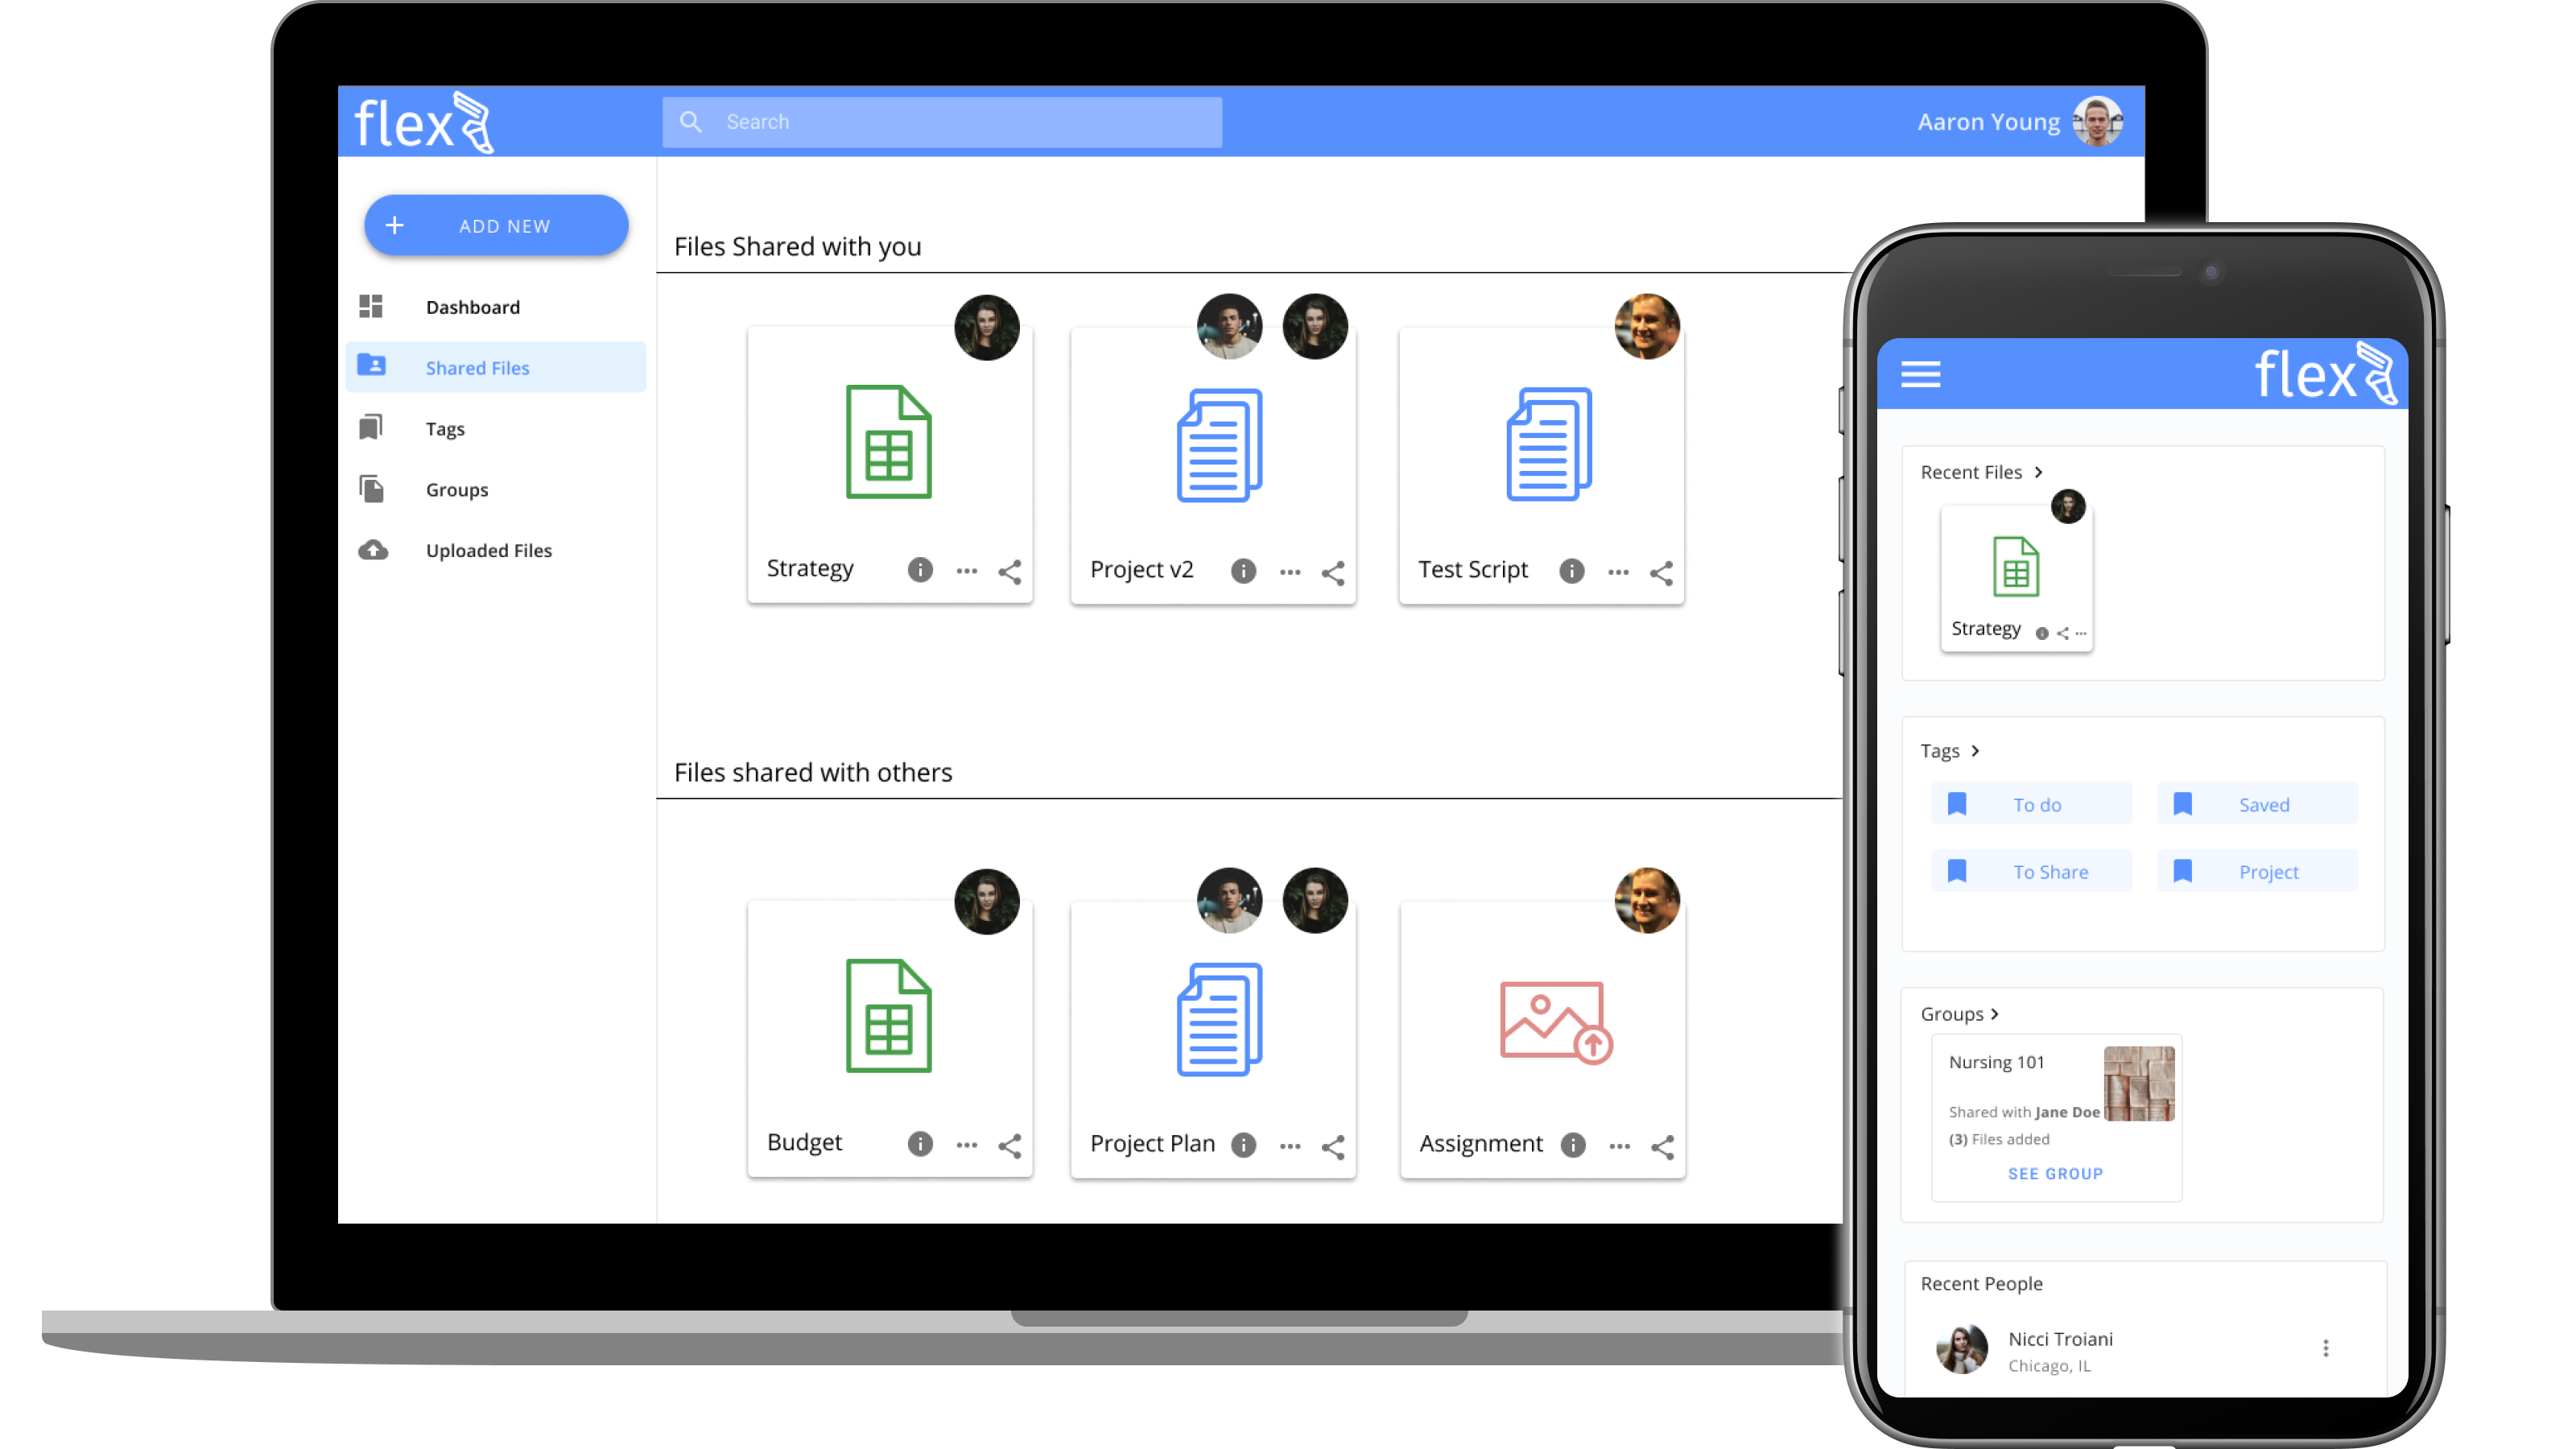 flex
Search
Aaron Young
+ ADD NEW
Dashboard
Shared Files
Tags
Groups
Uploaded Files
Files Shared with you
Strategy
Project v2
Test Script
Files shared with others
Budget
Project Plan
Assignment
flex
Recent Files >
Strategy
Tags >
To do
Saved
To Share
Project
Groups >
Nursing 101
Shared with Jane Doe
(3) Files added
SEE GROUP
Recent People
Nicci Troiani
Chicago, IL